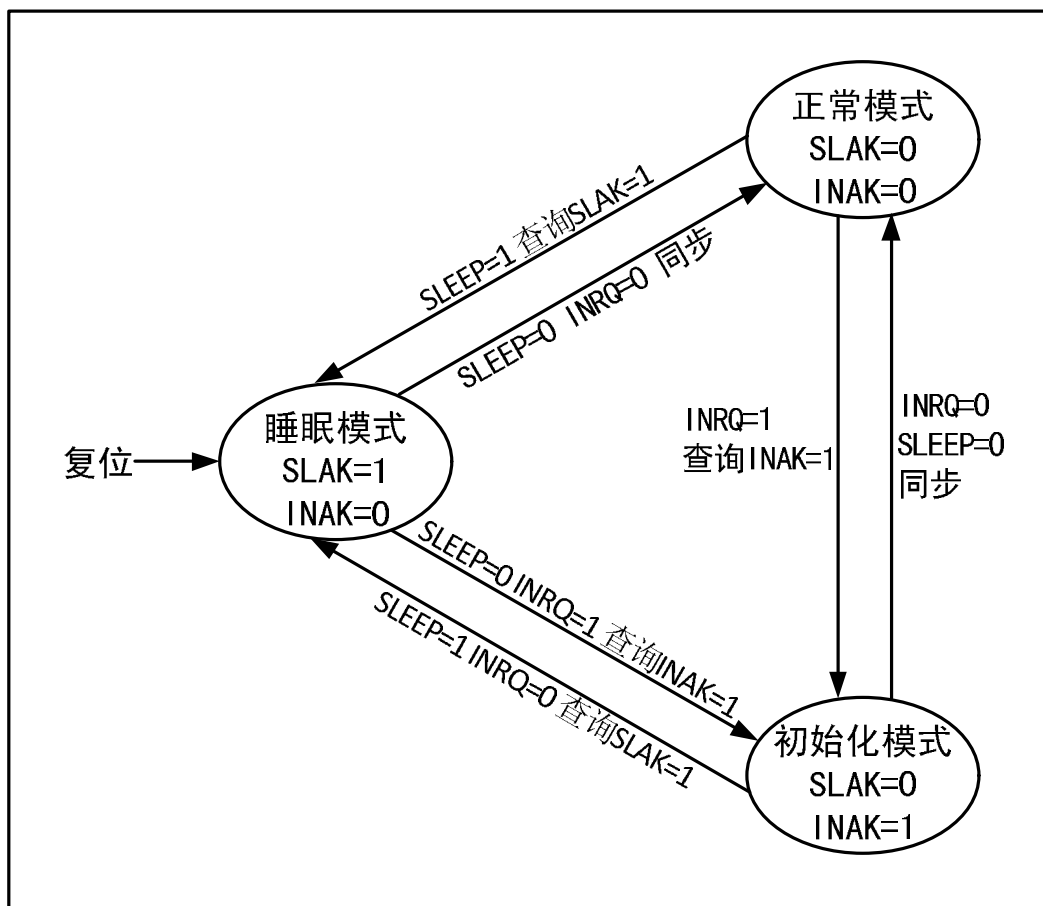 正常模式
SLAK=0
INAK=0
SLEEP=1 查询SLAK=1
SLEEP=0 INRQ=0 同步
INRQ=1
查询INAK=1
INRQ=0
SLEEP=0
同步
复位
睡眠模式
SLAK=1
INAK=0
SLEEP=0 INRQ=1 查询INAK=1
SLEEP=1 INRQ=0 查询SLAK=1
初始化模式
SLAK=0
INAK=1